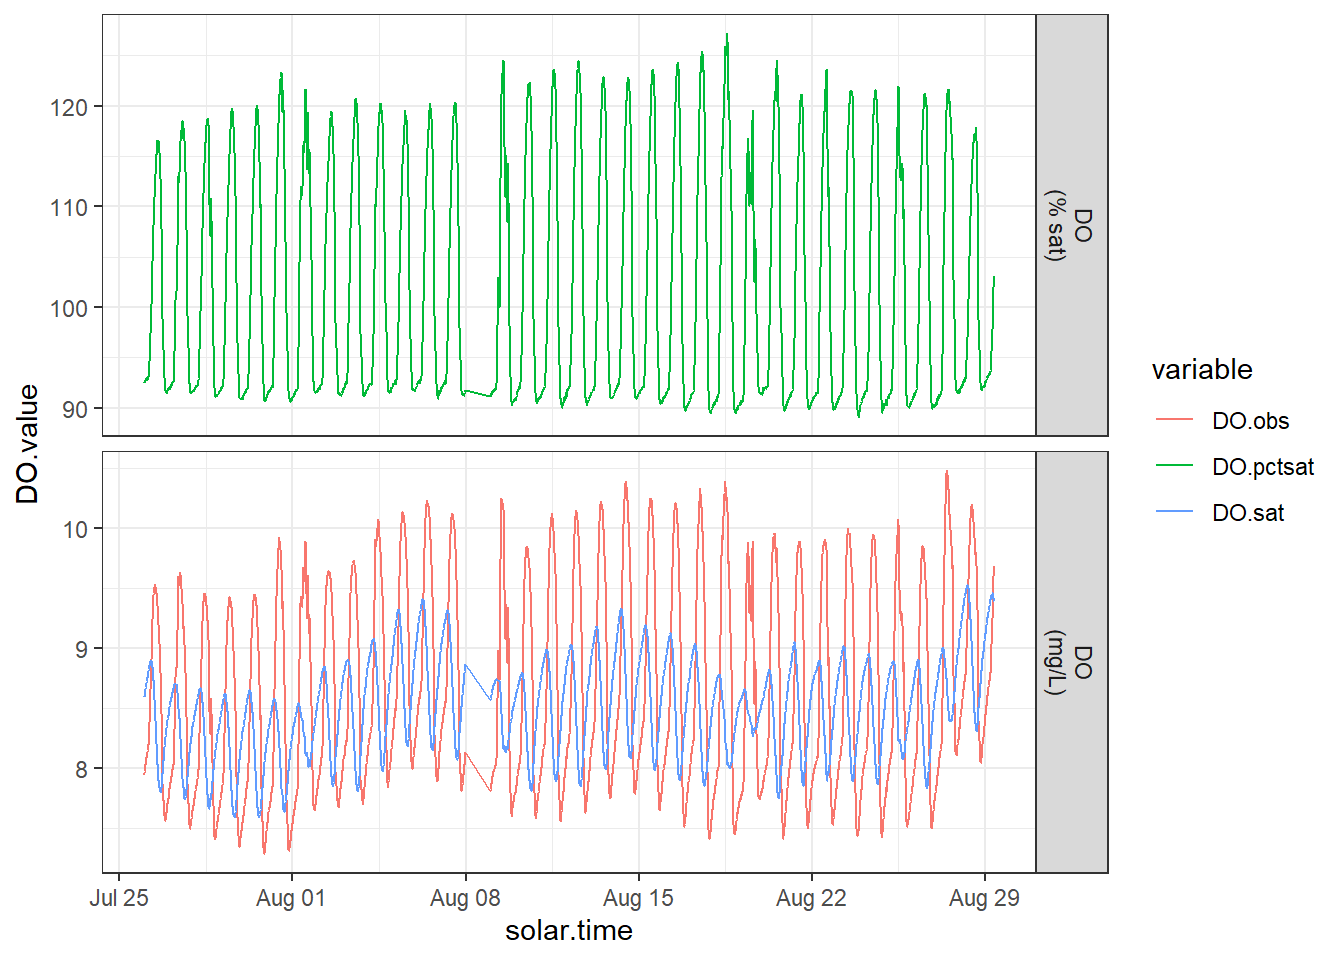 120
110
100
90
DO
(% sat)
DO.value
10
9
8
DO
(mg/L)
Jul 25
Aug 01
Aug 08
Aug 15
Aug 22
Aug 29
solar.time
variable
DO.obs
DO.pctsat
DO.sat